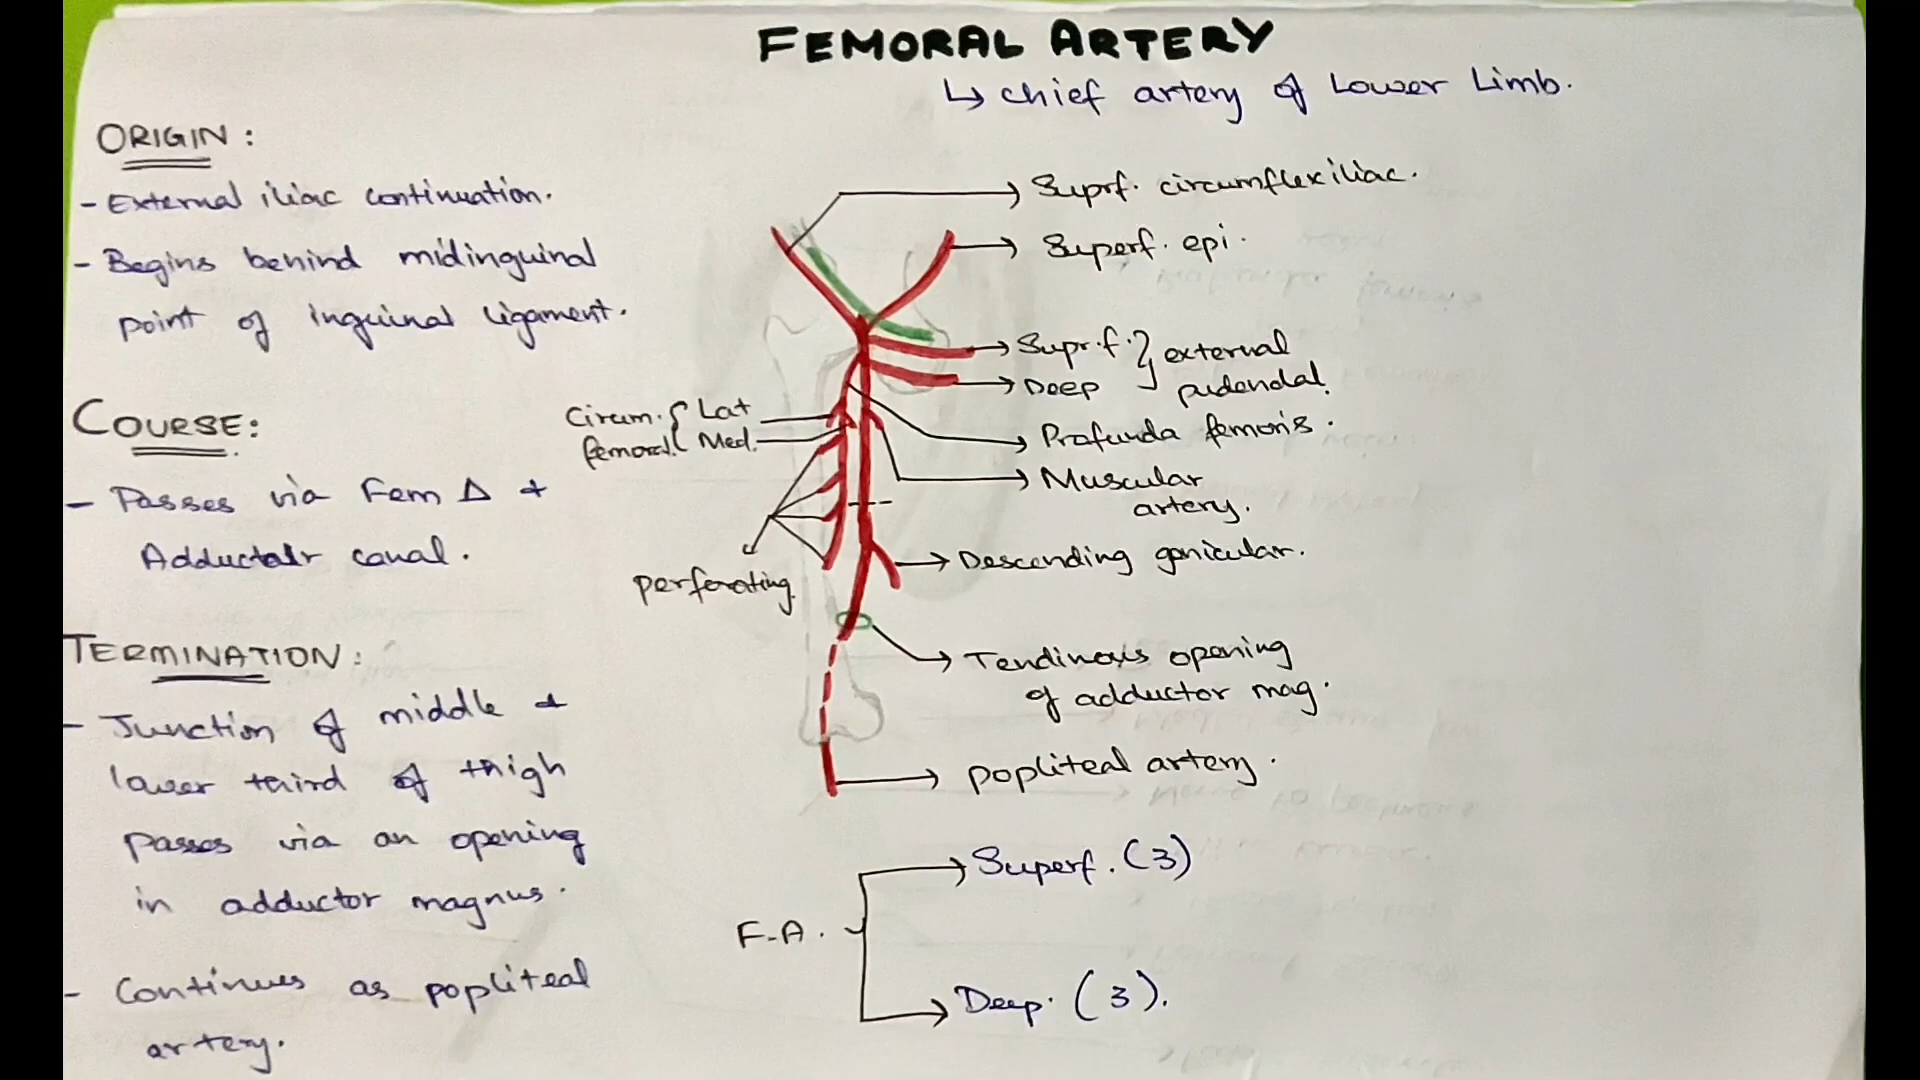 FEMORAL ARTERY
↳ chief artery of Lower Limb.
ORIGIN:
- External iliac continuation.
- Begins behind midinguinal
point of inguinal ligament.
COURSE:
- Passes via Fem Δ +
Adductalr canal.
TERMINATION:
- Junction of middle +
lower third of thigh
passes via an opening
in adductor magnus.
- Continues as popliteal
artery.
Suprf. circumflex iliac.
Superf. epi.
Supr.f. } external
Deep } pudendal.
Circum. { Lat
femoral. { Med.
Profunda femoris.
Muscular
artery.
perforating
Descending genicular.
Tendinous opening
of adductor mag.
popliteal artery.
F.A.
Superf. (3)
Deep. (3).